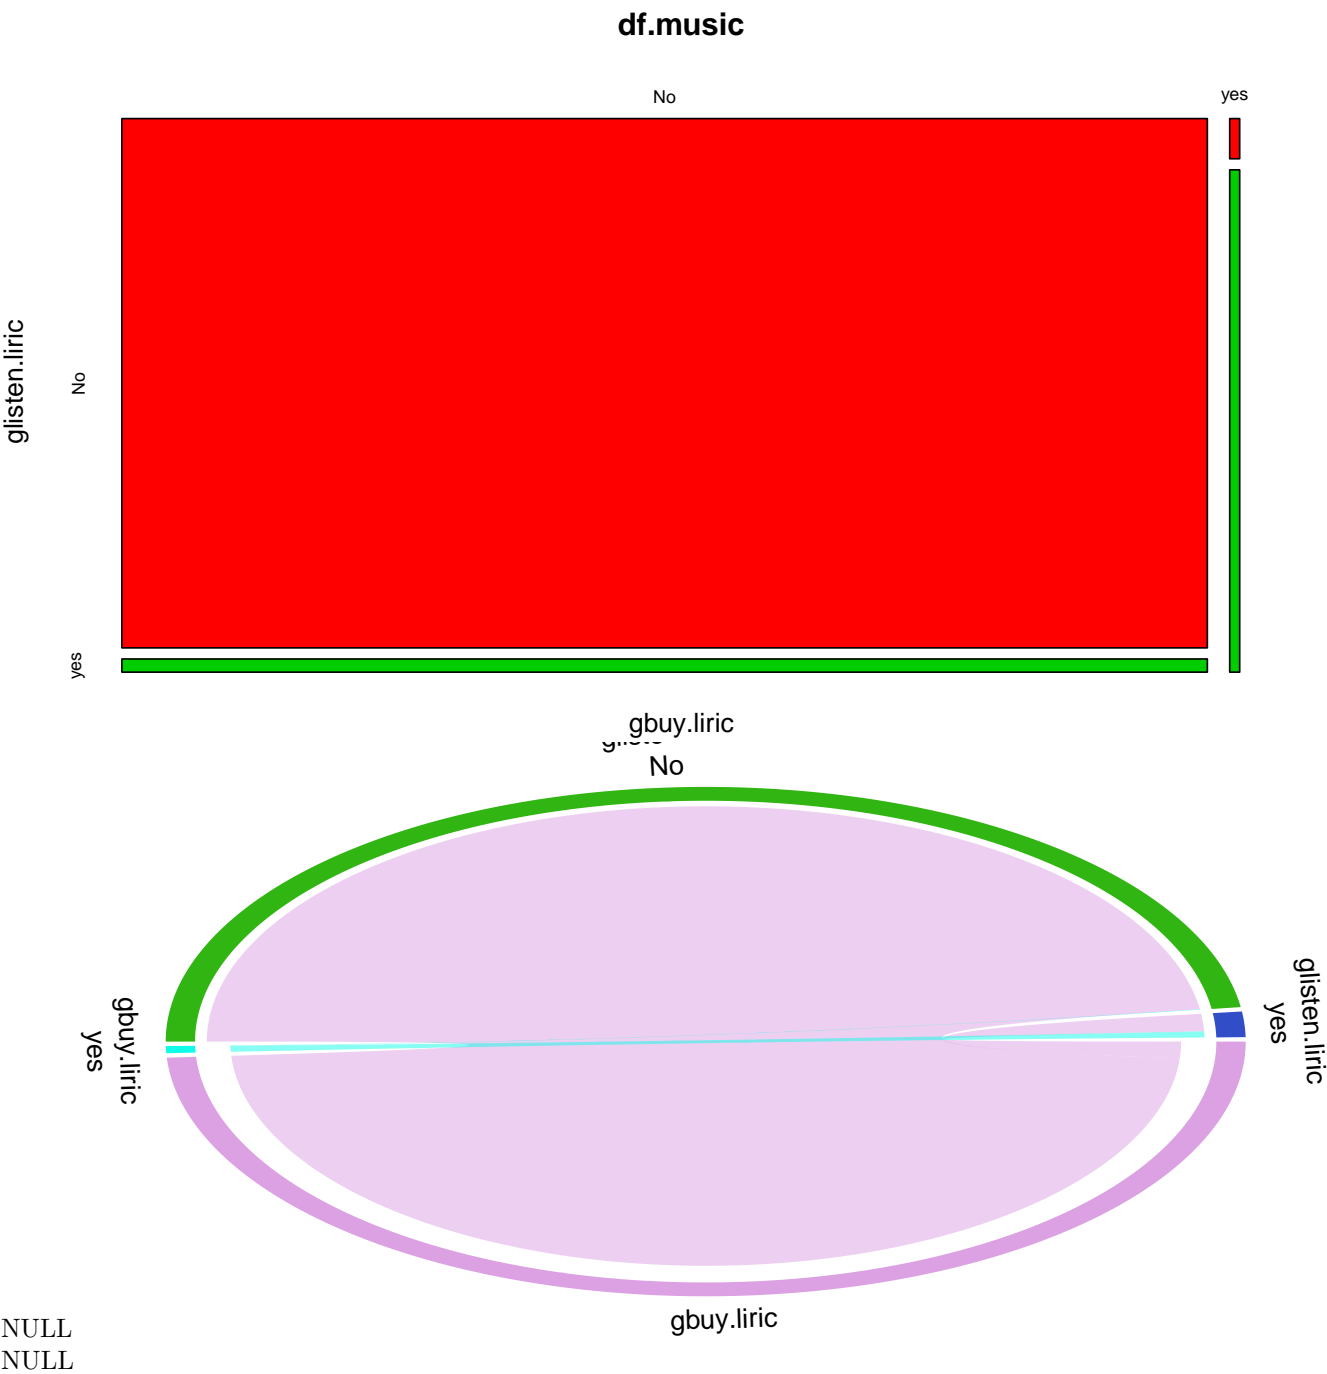 df.music
No
yes
glisten.liric
No
yes
gbuy.liric
No
glisten.liric
yes
gbuy.liric
yes
gbuy.liric
NULL
NULL